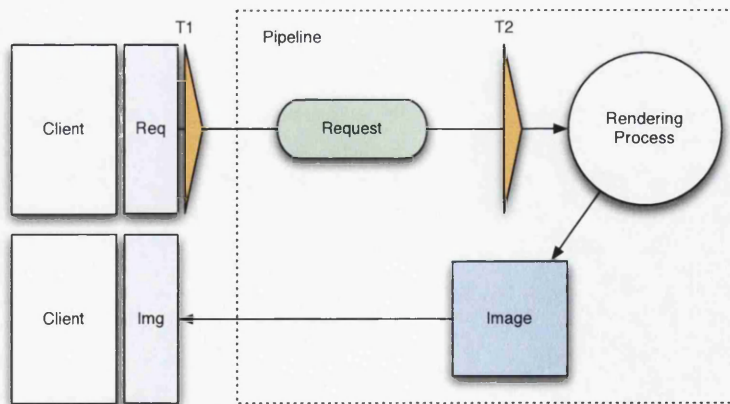 T1
Pipeline
T2
Client
Req
Request
Rendering
Process
Client
Img
Image